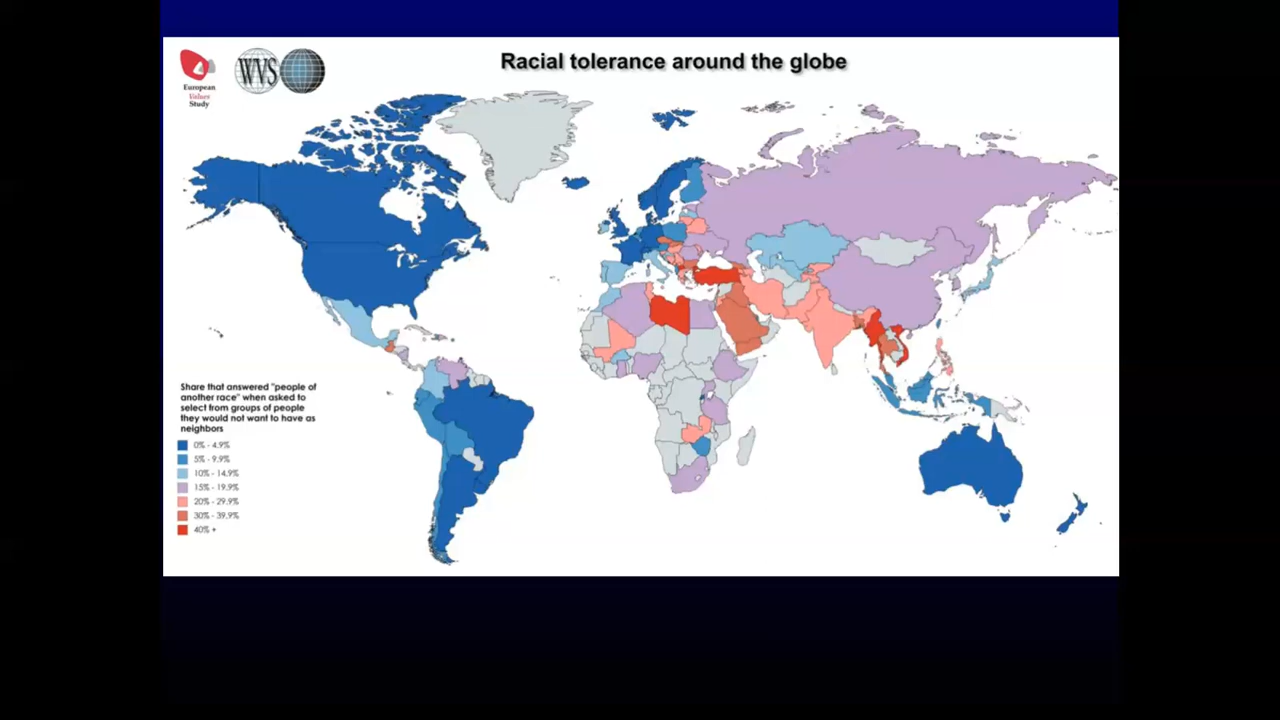 Racial tolerance around the globe
European
Values
Study
WVS
Share that answered "people of
another race" when asked to
select from groups of people
they would not want to have as
neighbors
0% - 4.9%
5% - 9.9%
10% - 14.9%
15% - 19.9%
20% - 29.9%
30% - 39.9%
40% +